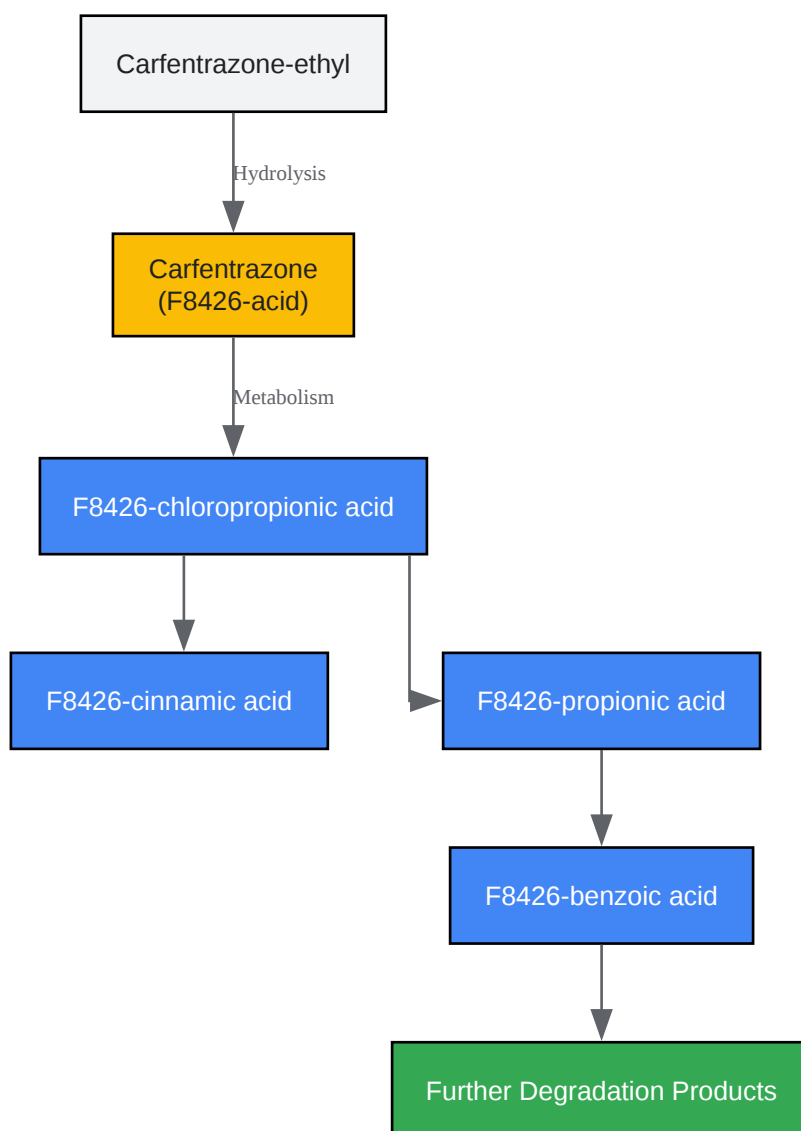 Carfentrazone-ethyl
Hydrolysis
Carfentrazone
(F8426-acid)
Metabolism
F8426-chloropropionic acid
F8426-cinnamic acid
F8426-propionic acid
F8426-benzoic acid
Further Degradation Products